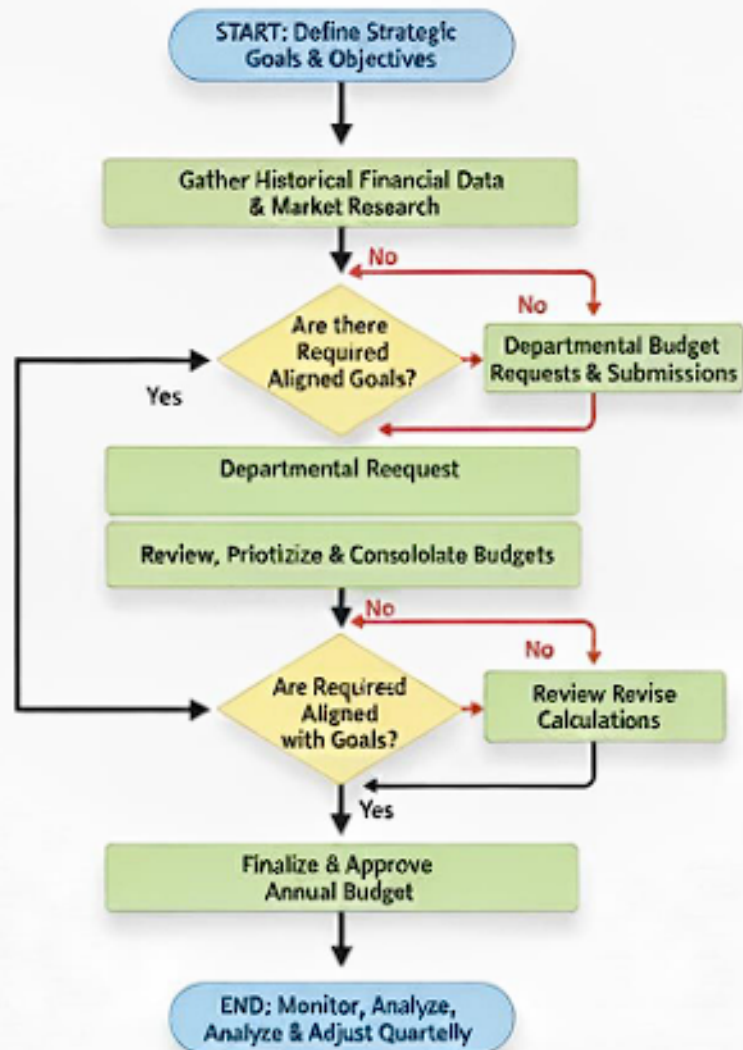 START: Define Strategic
Goals & Objectives
Gather Historical Financial Data
& Market Research
No
No
Are there
Required
Aligned Goals?
Departmental Budget
Requests & Submissions
Yes
Departmental Reequest
Review, Priotizize & Consololate Budgets
No
No
Are Required
Aligned
with Goals?
Review Revise
Calculations
Yes
Finalize & Approve
Annual Budget
END: Monitor, Analyze,
Analyze & Adjust Quartelly